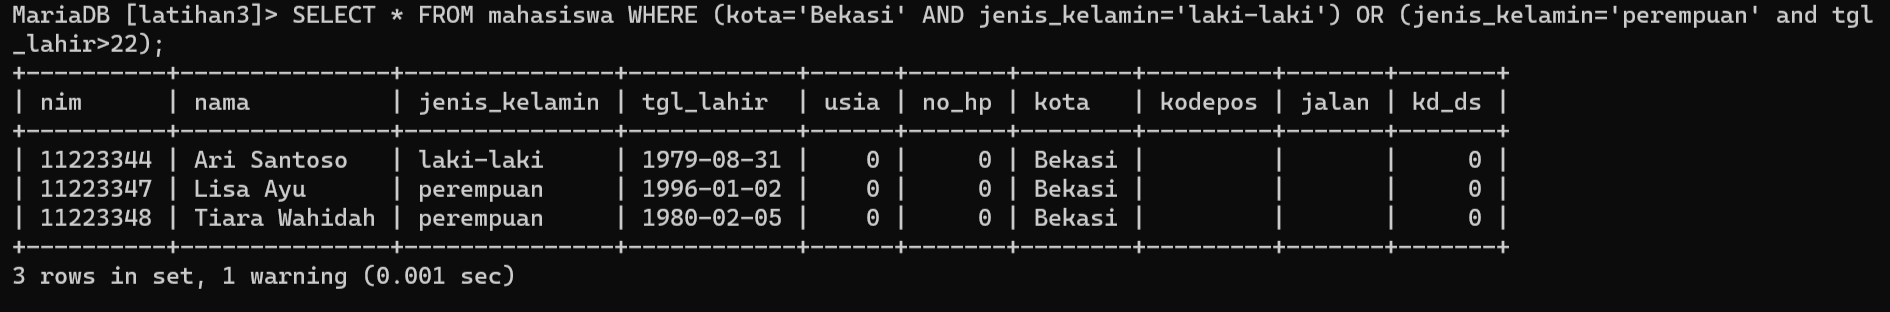 MariaDB [latihan3]> SELECT * FROM mahasiswa WHERE (kota='Bekasi' AND jenis_kelamin='laki-laki') OR (jenis_kelamin='perempuan' and tgl
_lahir>22);
+----------+---------------+---------------+------------+------+-------+--------+---------+-------+-------+
| nim      | nama          | jenis_kelamin | tgl_lahir  | usia | no_hp | kota   | kodepos | jalan | kd_ds |
+----------+---------------+---------------+------------+------+-------+--------+---------+-------+-------+
| 11223344 | Ari Santoso   | laki-laki     | 1979-08-31 |    0 |     0 | Bekasi |         |       |     0 |
| 11223347 | Lisa Ayu      | perempuan     | 1996-01-02 |    0 |     0 | Bekasi |         |       |     0 |
| 11223348 | Tiara Wahidah | perempuan     | 1980-02-05 |    0 |     0 | Bekasi |         |       |     0 |
+----------+---------------+---------------+------------+------+-------+--------+---------+-------+-------+
3 rows in set, 1 warning (0.001 sec)